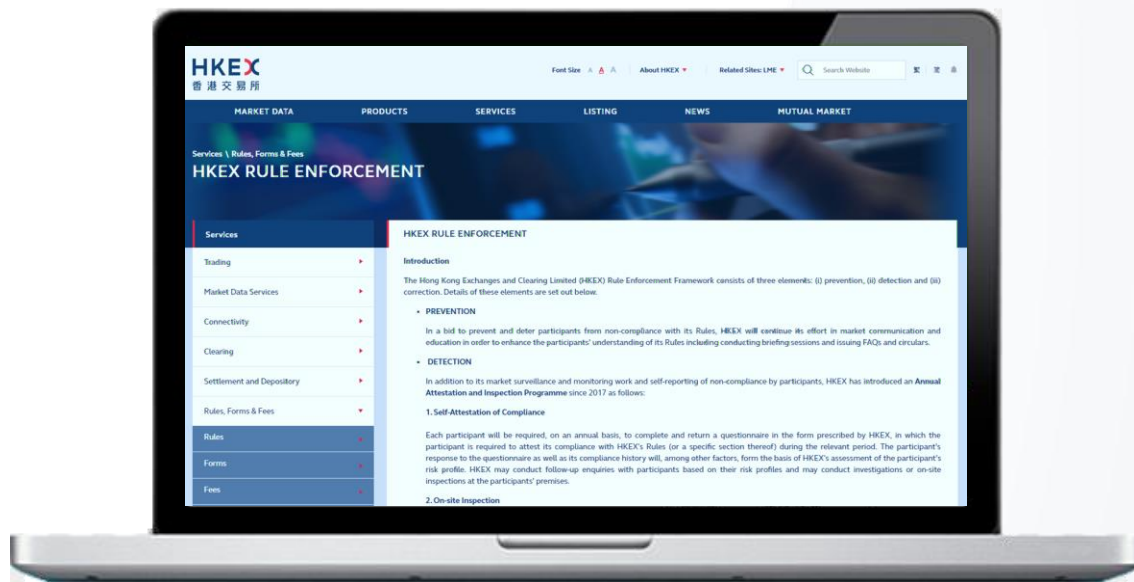 HKEX
香港交易所
Font Size A A A About HKEX Related Sites: LME Search Website 繁 简
MARKET DATA PRODUCTS SERVICES LISTING NEWS MUTUAL MARKET
Services \ Rules, Forms & Fees
HKEX RULE ENFORCEMENT
Services
Trading
Market Data Services
Connectivity
Clearing
Settlement and Depository
Rules, Forms & Fees
Rules
Forms
Fees
HKEX RULE ENFORCEMENT
Introduction
The Hong Kong Exchanges and Clearing Limited (HKEX) Rule Enforcement Framework consists of three elements: (i) prevention, (ii) detection and (iii)
correction. Details of these elements are set out below.
• PREVENTION
In a bid to prevent and deter participants from non-compliance with its Rules, HKEX will continue its effort in market communication and
education in order to enhance the participants' understanding of its Rules including conducting briefing sessions and issuing FAQs and circulars.
• DETECTION
In addition to its market surveillance and monitoring work and self-reporting of non-compliance by participants, HKEX has introduced an Annual
Attestation and Inspection Programme since 2017 as follows:
1. Self-Attestation of Compliance
Each participant will be required, on an annual basis, to complete and return a questionnaire in the form prescribed by HKEX, in which the
participant is required to attest its compliance with HKEX's Rules (or a specific section thereof) during the relevant period. The participant's
response to the questionnaire as well as its compliance history will, among other factors, form the basis of HKEX's assessment of the participant's
risk profile. HKEX may conduct follow-up enquiries with participants based on their risk profiles and may conduct investigations or on-site
inspections at the participants' premises.
2. On-site Inspection